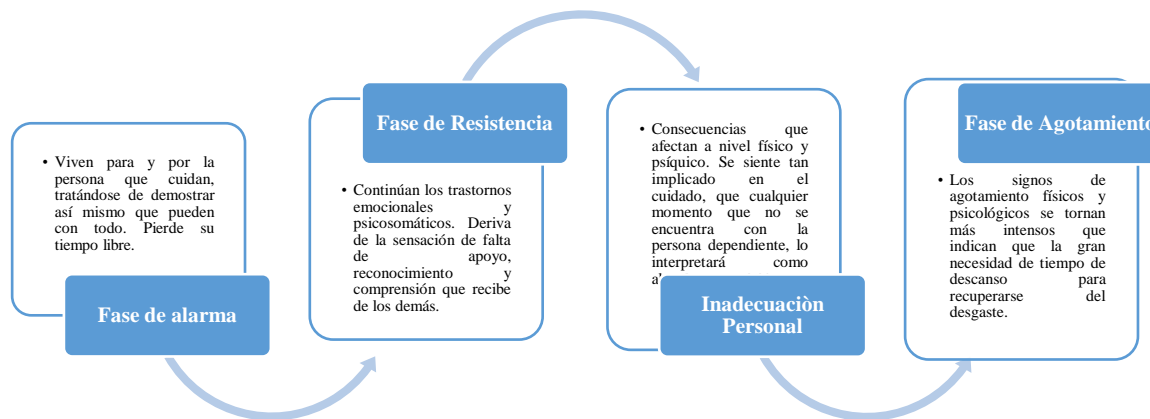 • Viven para y por la
persona que cuidan,
tratándose de demostrar
así mismo que pueden
con todo. Pierde su
tiempo libre.
Fase de alarma
Fase de Resistencia
• Continúan los trastornos
emocionales y
psicosomáticos. Deriva
de la sensación de falta
de apoyo,
reconocimiento y
comprensión que recibe
de los demás.
• Consecuencias que
afectan a nivel físico y
psíquico. Se siente tan
implicado en el
cuidado, que cualquier
momento que no se
encuentra con la
persona dependiente, lo
interpretará como
Inadecuaciòn
Personal
Fase de Agotamiento
• Los signos de
agotamiento físicos y
psicológicos se tornan
más intensos que
indican que la gran
necesidad de tiempo de
descanso para
recuperarse del
desgaste.